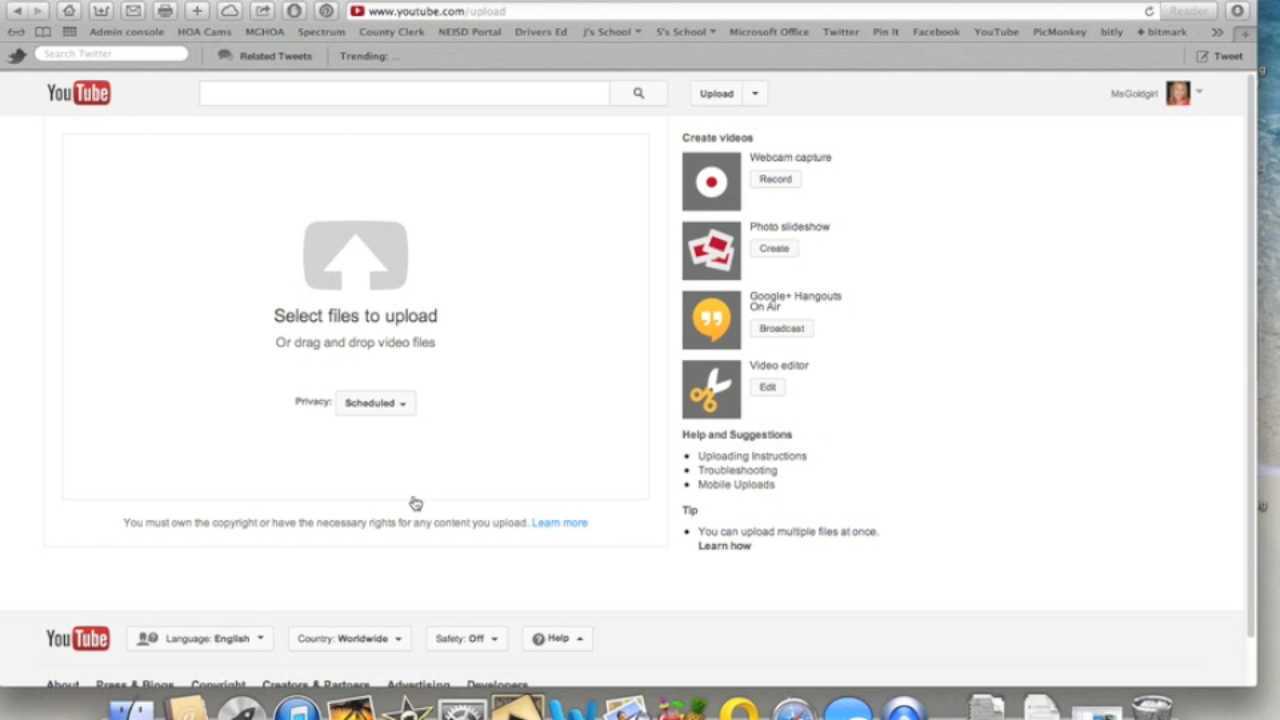 www.youtube.com/upload
Reader
Admin console HOA Cams MGHOA Spectrum County Clerk NEISD Portal Drivers Ed J's School S's School Microsoft Office Twitter Pin It Facebook YouTube PicMonkey bitly bitmark
Search Twitter Related Tweets Trending: ... Tweet
YouTube Upload MsGoldgirl
Create videos
Webcam capture
Record
Photo slideshow
Create
Google+ Hangouts
On Air
Broadcast
Video editor
Edit
Select files to upload
Or drag and drop video files
Privacy: Scheduled
You must own the copyright or have the necessary rights for any content you upload. Learn more
Help and Suggestions
Uploading Instructions
Troubleshooting
Mobile Uploads
Tip
You can upload multiple files at once.
Learn how
YouTube Language: English Country: Worldwide Safety: Off Help
About Press & Blogs Copyright Creators & Partners Advertising Developers